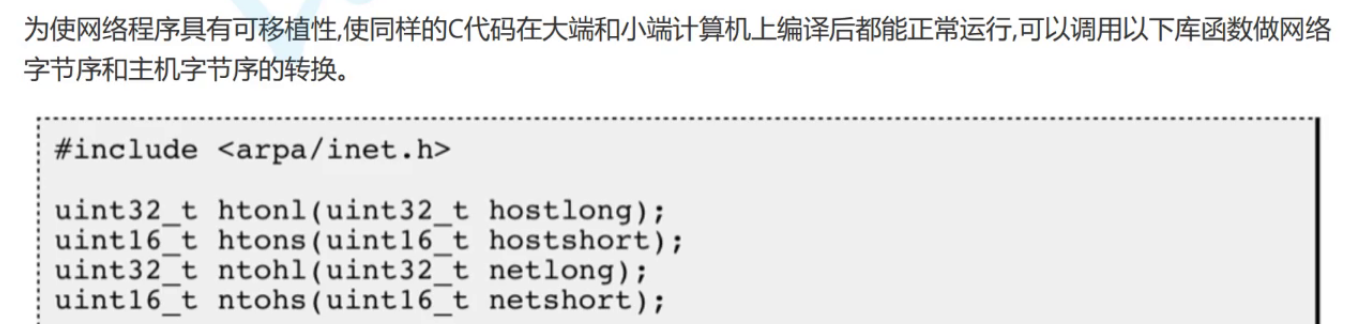 为使网络程序具有可移植性,使同样的C代码在大端和小端计算机上编译后都能正常运行,可以调用以下库函数做网络
字节序和主机字节序的转换。
#include <arpa/inet.h>
uint32_t htonl(uint32_t hostlong);
uint16_t htons(uint16_t hostshort);
uint32_t ntohl(uint32_t netlong);
uint16_t ntohs(uint16_t netshort);